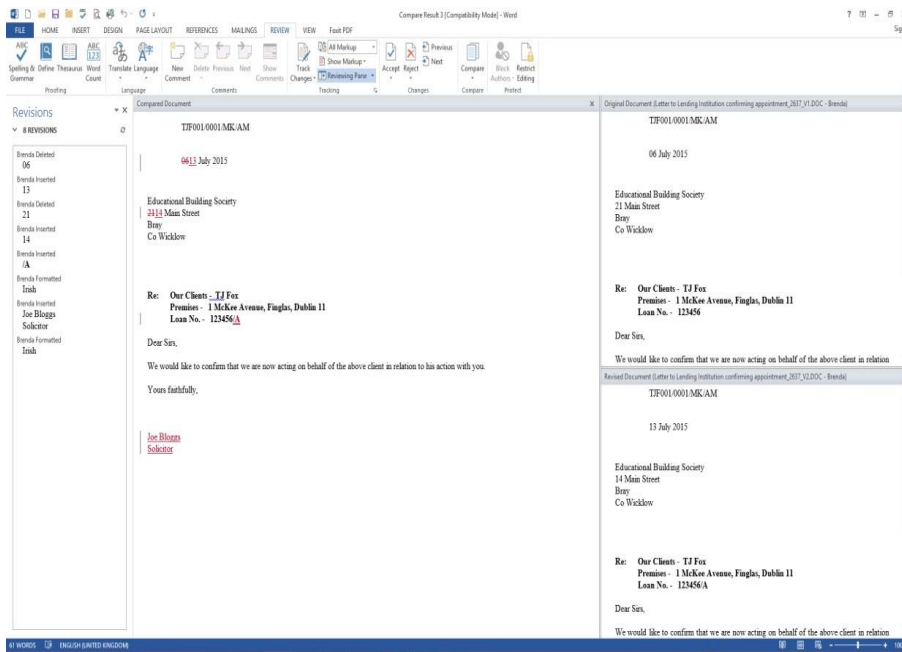 Compare Result 3 [Compatibility Mode] - Word
FILE HOME INSERT DESIGN PAGE LAYOUT REFERENCES MAILINGS REVIEW VIEW Foxit PDF
Spelling & Grammar
Define
Thesaurus
Word Count
Translate
Language
New Comment
Delete
Previous
Next
Show Comments
Track Changes
All Markup
Show Markup
Reviewing Pane
Accept
Reject
Previous
Next
Compare
Block Authors
Restrict Editing
Proofing Language Comments Tracking Changes Compare Protect
Revisions
8 REVISIONS
Brenda Deleted
06
Brenda Inserted
13
Brenda Deleted
21
Brenda Inserted
14
Brenda Inserted
/A
Brenda Formatted
Irish
Brenda Inserted
Joe Bloggs
Solicitor
Brenda Formatted
Irish
Compared Document
TJF001/0001/MK/AM
0613 July 2015
Educational Building Society
2114 Main Street
Bray
Co Wicklow
Re: Our Clients - TJ Fox
Premises - 1 McKee Avenue, Finglas, Dublin 11
Loan No. - 123456/A
Dear Sirs,
We would like to confirm that we are now acting on behalf of the above client in relation to his action with you.
Yours faithfully,
Joe Bloggs
Solicitor
Original Document (Letter to Lending Institution confirming appointment_2637_V1.DOC - Brenda)
TJF001/0001/MK/AM
06 July 2015
Educational Building Society
21 Main Street
Bray
Co Wicklow
Re: Our Clients - TJ Fox
Premises - 1 McKee Avenue, Finglas, Dublin 11
Loan No. - 123456
Dear Sirs,
We would like to confirm that we are now acting on behalf of the above client in relation
Revised Document (Letter to Lending Institution confirming appointment_2637_V2.DOC - Brenda)
TJF001/0001/MK/AM
13 July 2015
Educational Building Society
14 Main Street
Bray
Co Wicklow
Re: Our Clients - TJ Fox
Premises - 1 McKee Avenue, Finglas, Dublin 11
Loan No. - 123456/A
Dear Sirs,
We would like to confirm that we are now acting on behalf of the above client in relation
61 WORDS ENGLISH (UNITED KINGDOM)